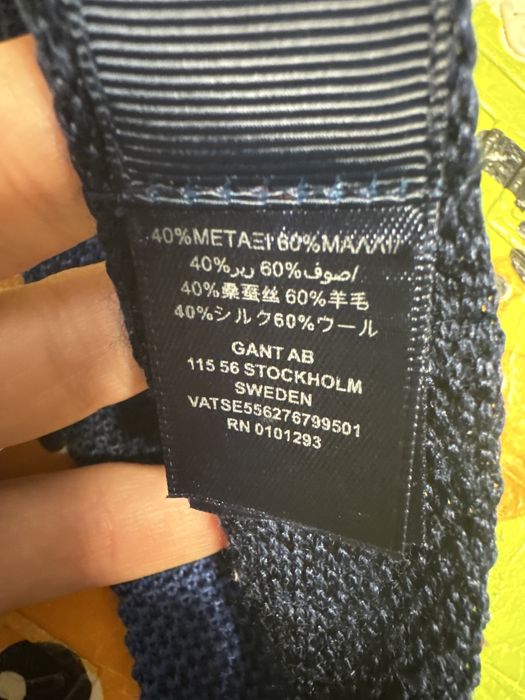 40%ΜΕΤΑΞΙ 60%ΜΑΛΛΙ
40% زير 60%صوف
40%桑蚕丝 60%羊毛
40%シルク60%ウール
GANT AB
115 56 STOCKHOLM
SWEDEN
VATSE556276799501
RN 0101293